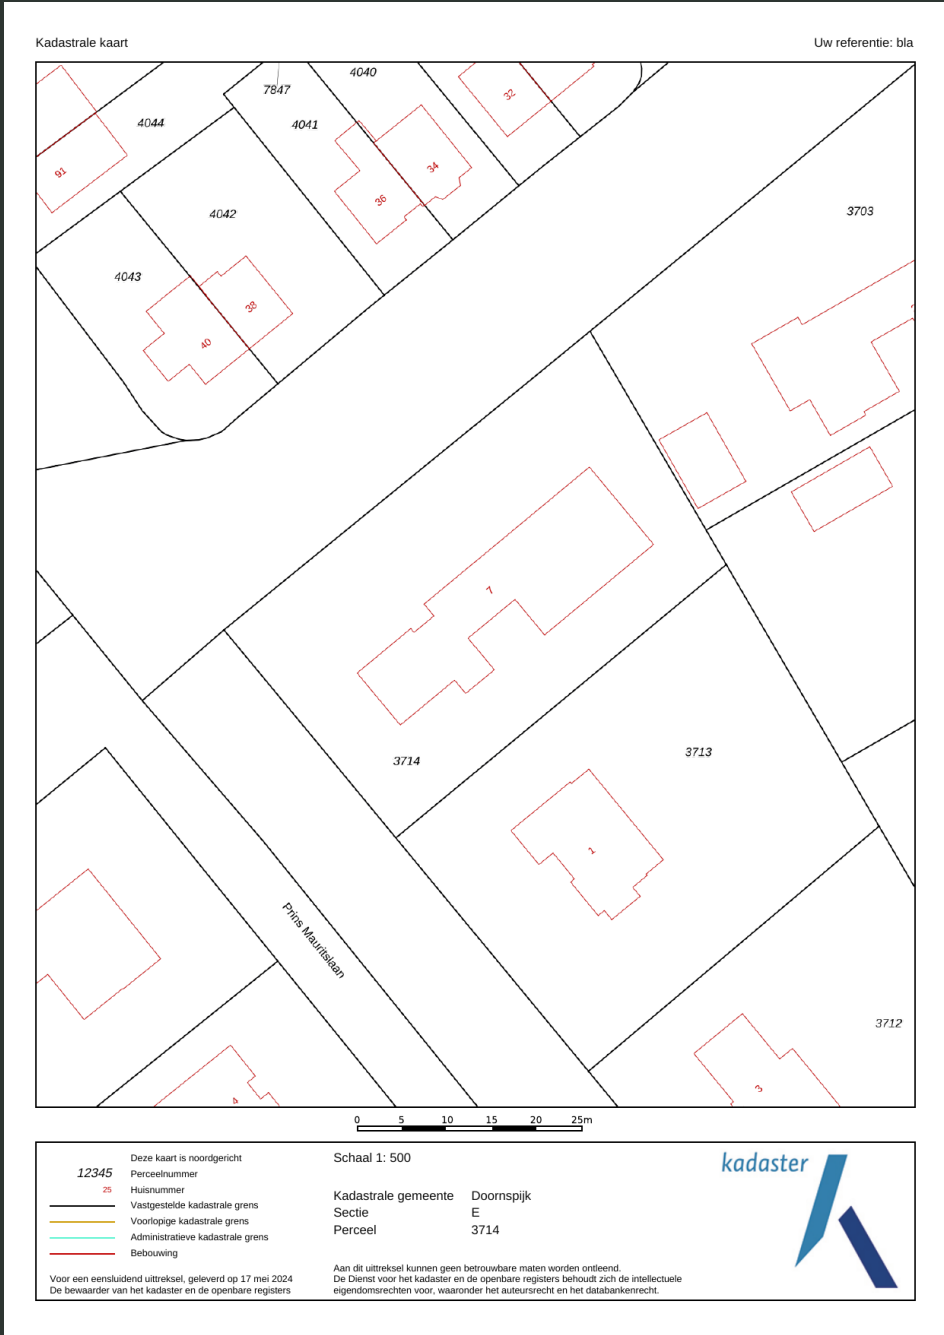 Kadastrale kaart
Uw referentie: bla
4040
7847
4041
4044
32
34
36
91
4042
3703
4043
38
40
7
3714
3713
1
Prins Mauritslaan
3712
3
4
0 5 10 15 20 25m
Deze kaart is noordgericht
12345 Perceelnummer
25 Huisnummer
Vastgestelde kadastrale grens
Voorlopige kadastrale grens
Administratieve kadastrale grens
Bebouwing
Voor een eensluidend uittreksel, geleverd op 17 mei 2024
De bewaarder van het kadaster en de openbare registers
Schaal 1: 500
Kadastrale gemeente Doornspijk
Sectie E
Perceel 3714
Aan dit uittreksel kunnen geen betrouwbare maten worden ontleend.
De Dienst voor het kadaster en de openbare registers behoudt zich de intellectuele
eigendomsrechten voor, waaronder het auteursrecht en het databankenrecht.
kadaster